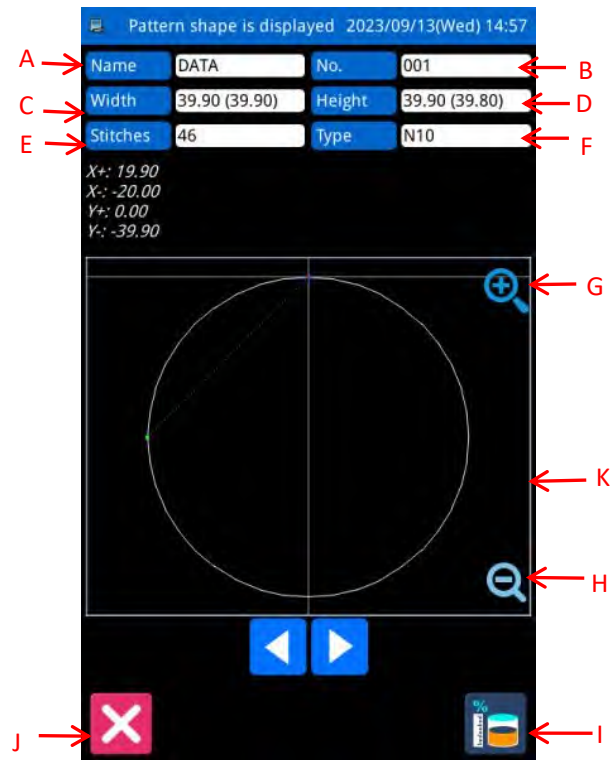 Pattern shape is displayed 2023/09/13(Wed) 14:57
A Name DATA No. 001 B
C Width 39.90 (39.90) Height 39.90 (39.80) D
E Stitches 46 Type N10 F
X+: 19.90
X-: -20.00
Y+: 0.00
Y-: -39.90
G
K
H
%
J I